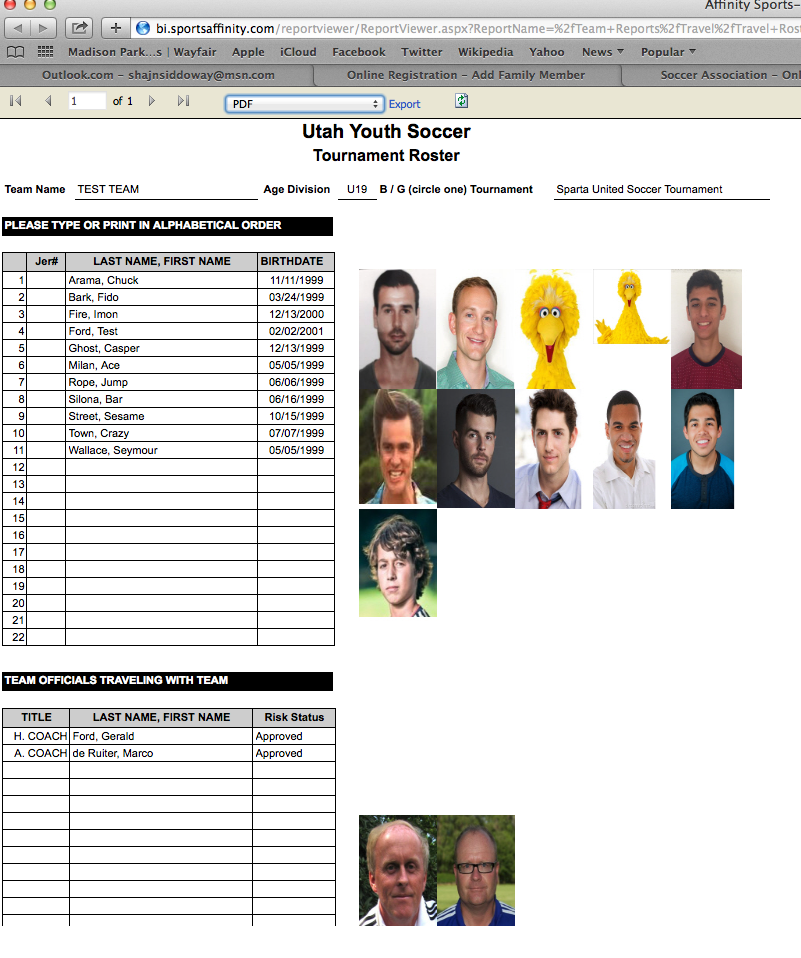 Affinity Sports-
bi.sportsaffinity.com/reportviewer/ReportViewer.aspx?ReportName=%2fTeam+Reports%2fTravel%2fTravel+Rost
Madison Park...s | Wayfair Apple iCloud Facebook Twitter Wikipedia Yahoo News Popular
Outlook.com - shajnsiddoway@msn.com Online Registration - Add Family Member Soccer Association - Onl
1 of 1 PDF Export
Utah Youth Soccer
Tournament Roster
Team Name TEST TEAM Age Division U19 B / G (circle one) Tournament Sparta United Soccer Tournament
PLEASE TYPE OR PRINT IN ALPHABETICAL ORDER
Jer# LAST NAME, FIRST NAME BIRTHDATE
1 Arama, Chuck 11/11/1999
2 Bark, Fido 03/24/1999
3 Fire, Imon 12/13/2000
4 Ford, Test 02/02/2001
5 Ghost, Casper 12/13/1999
6 Milan, Ace 05/05/1999
7 Rope, Jump 06/06/1999
8 Silona, Bar 06/16/1999
9 Street, Sesame 10/15/1999
10 Town, Crazy 07/07/1999
11 Wallace, Seymour 05/05/1999
12
13
14
15
16
17
18
19
20
21
22
TEAM OFFICIALS TRAVELING WITH TEAM
TITLE LAST NAME, FIRST NAME Risk Status
H. COACH Ford, Gerald Approved
A. COACH de Ruiter, Marco Approved